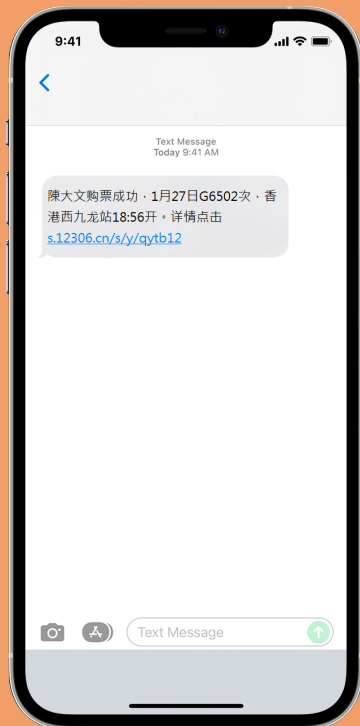 9:41
Text Message
Today 9:41 AM
陳大文购票成功，1月27日G6502次，香
港西九龙站18:56开。详情点击
s.12306.cn/s/y/qytb12
Text Message